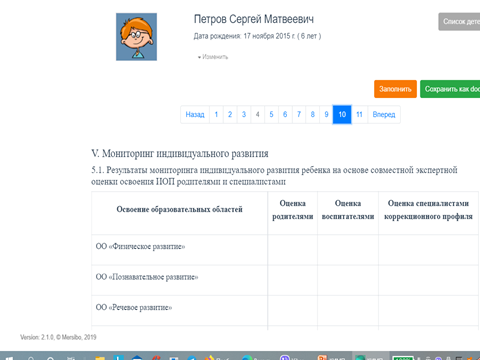 Петров Сергей Матвеевич
Список дете
Дата рождения: 17 ноября 2015 г. ( 6 лет )
Изменить
Заполнить
Сохранить как doc
Назад 1 2 3 4 5 6 7 8 9 10 11 Вперед
V. Мониторинг индивидуального развития
5.1. Результаты мониторинга индивидуального развития ребенка на основе совместной экспертной
оценки освоения ИОП родителями и специалистами
Освоение образовательных областей
Оценка
родителями
Оценка
воспитателями
Оценка специалистами
коррекционного профиля
ОО «Физическое развитие»
ОО «Познавательное развитие»
ОО «Речевое развитие»
Version: 2.1.0, © Mersibo, 2019